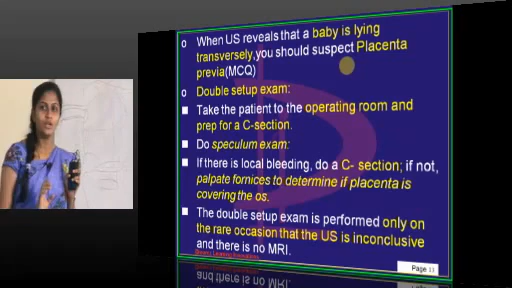 When US reveals that a baby is lying
transversely,you should suspect Placenta
previa(MCQ)
Double setup exam:
Take the patient to the operating room and
prep for a C-section.
Do speculum exam:
If there is local bleeding, do a C- section; if not,
palpate fornices to determine if placenta is
covering the os.
The double setup exam is performed only on
the rare occasion that the US is inconclusive
and there is no MRI.
Page 13